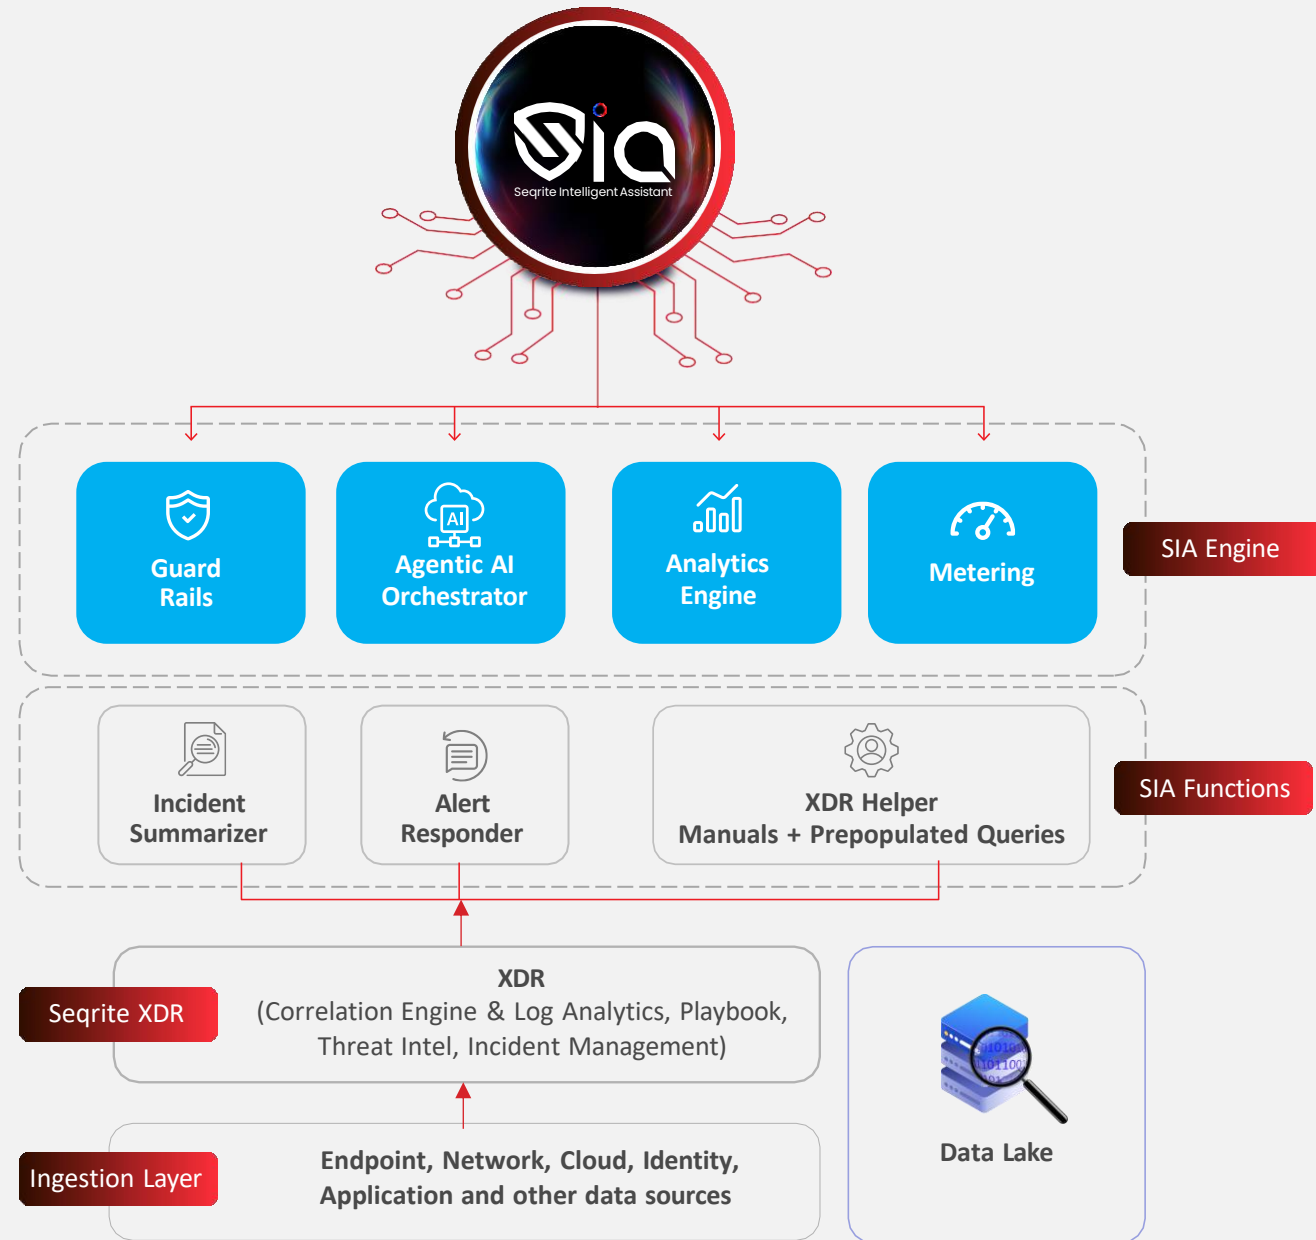 Sia
Seqrite Intelligent Assistant
Guard
Rails
AI
Agentic AI
Orchestrator
Analytics
Engine
Metering
SIA Engine
Incident
Summarizer
Alert
Responder
XDR Helper
Manuals + Prepopulated Queries
SIA Functions
Seqrite XDR
XDR
(Correlation Engine & Log Analytics, Playbook,
Threat Intel, Incident Management)
Ingestion Layer
Endpoint, Network, Cloud, Identity,
Application and other data sources
Data Lake